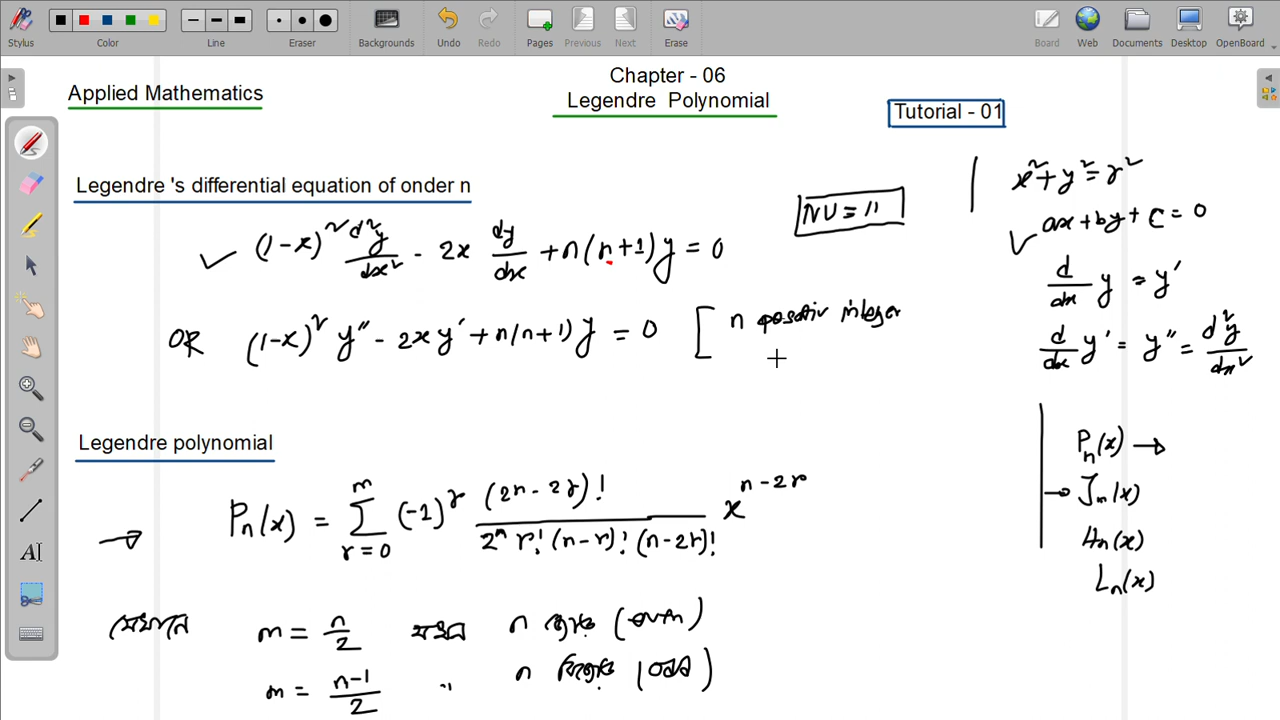 Stylus Color Line Eraser Backgrounds Undo Redo Pages Previous Next Erase Board Web Documents Desktop OpenBoard
Applied Mathematics
Chapter - 06
Legendre Polynomial
Tutorial - 01
Legendre 's differential equation of onder n
(1-x)² d²y/dx² - 2x dy/dx + n(n+1)y = 0
NU = 11
OR (1-x)² y'' - 2xy' + n(n+1)y = 0 [ n positiv integer
x² + y² = r²
ax + by + c = 0
d/dx y = y'
d/dx y' = y'' = d²y/dx²
Legendre polynomial
→ Pₙ(x) = Σ_{r=0}^{m} (-1)^r (2n-2r)! / 2ⁿ r! (n-r)! (n-2r)! x^{n-2r}
যেখানে m = n/2 যখন n জোড় (
m = n-1/2 " n বিজোড় (
Pₙ(x) →
→ Jₙ(x)
Hₙ(x)
Lₙ(x)
AI